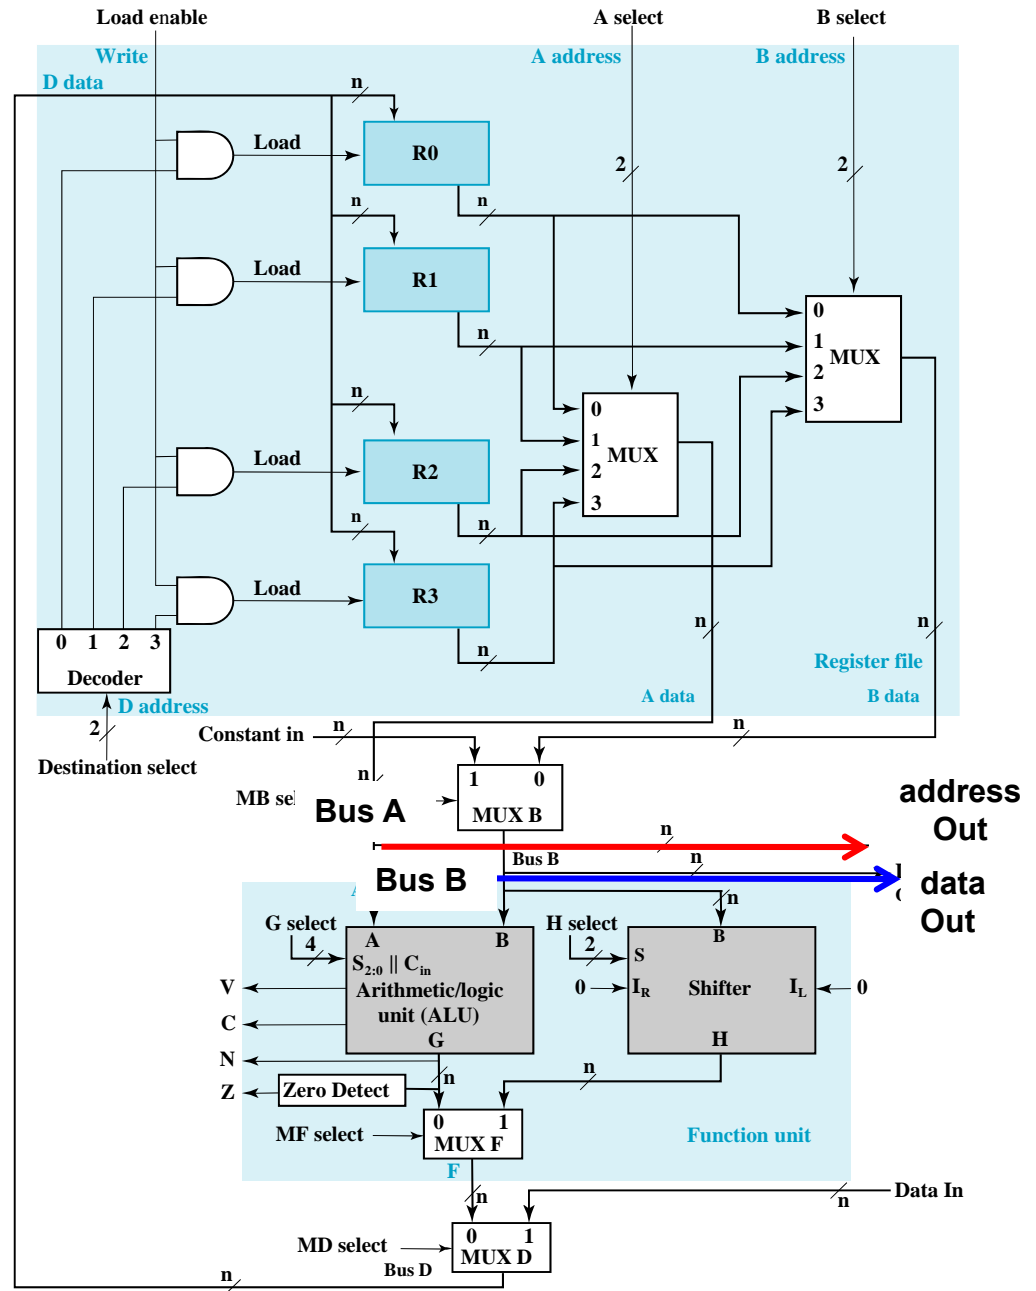 Load enable
A select
B select
Write
A address
B address
D data
n
Load
R0
2
2
n
n
Load
R1
0
1
MUX
2
3
n
n
0
1
MUX
2
3
Load
R2
n
n
Load
R3
n
n
n
0 1 2 3
Decoder
Register file
D address
A data
B data
2
Constant in
n
n
Destination select
n
1 0
MB sel
MUX B
Bus A
address
Out
n
Bus B
n
Bus B
data
Out
n
G select
4
A
B
H select
2
B
S
S2:0 || Cin
Arithmetic/logic
unit (ALU)
G
0
IR
Shifter
IL
0
H
V
C
N
Z
Zero Detect
n
n
0 1
MF select
MUX F
F
Function unit
n
n
Data In
0 1
MD select
MUX D
Bus D
n